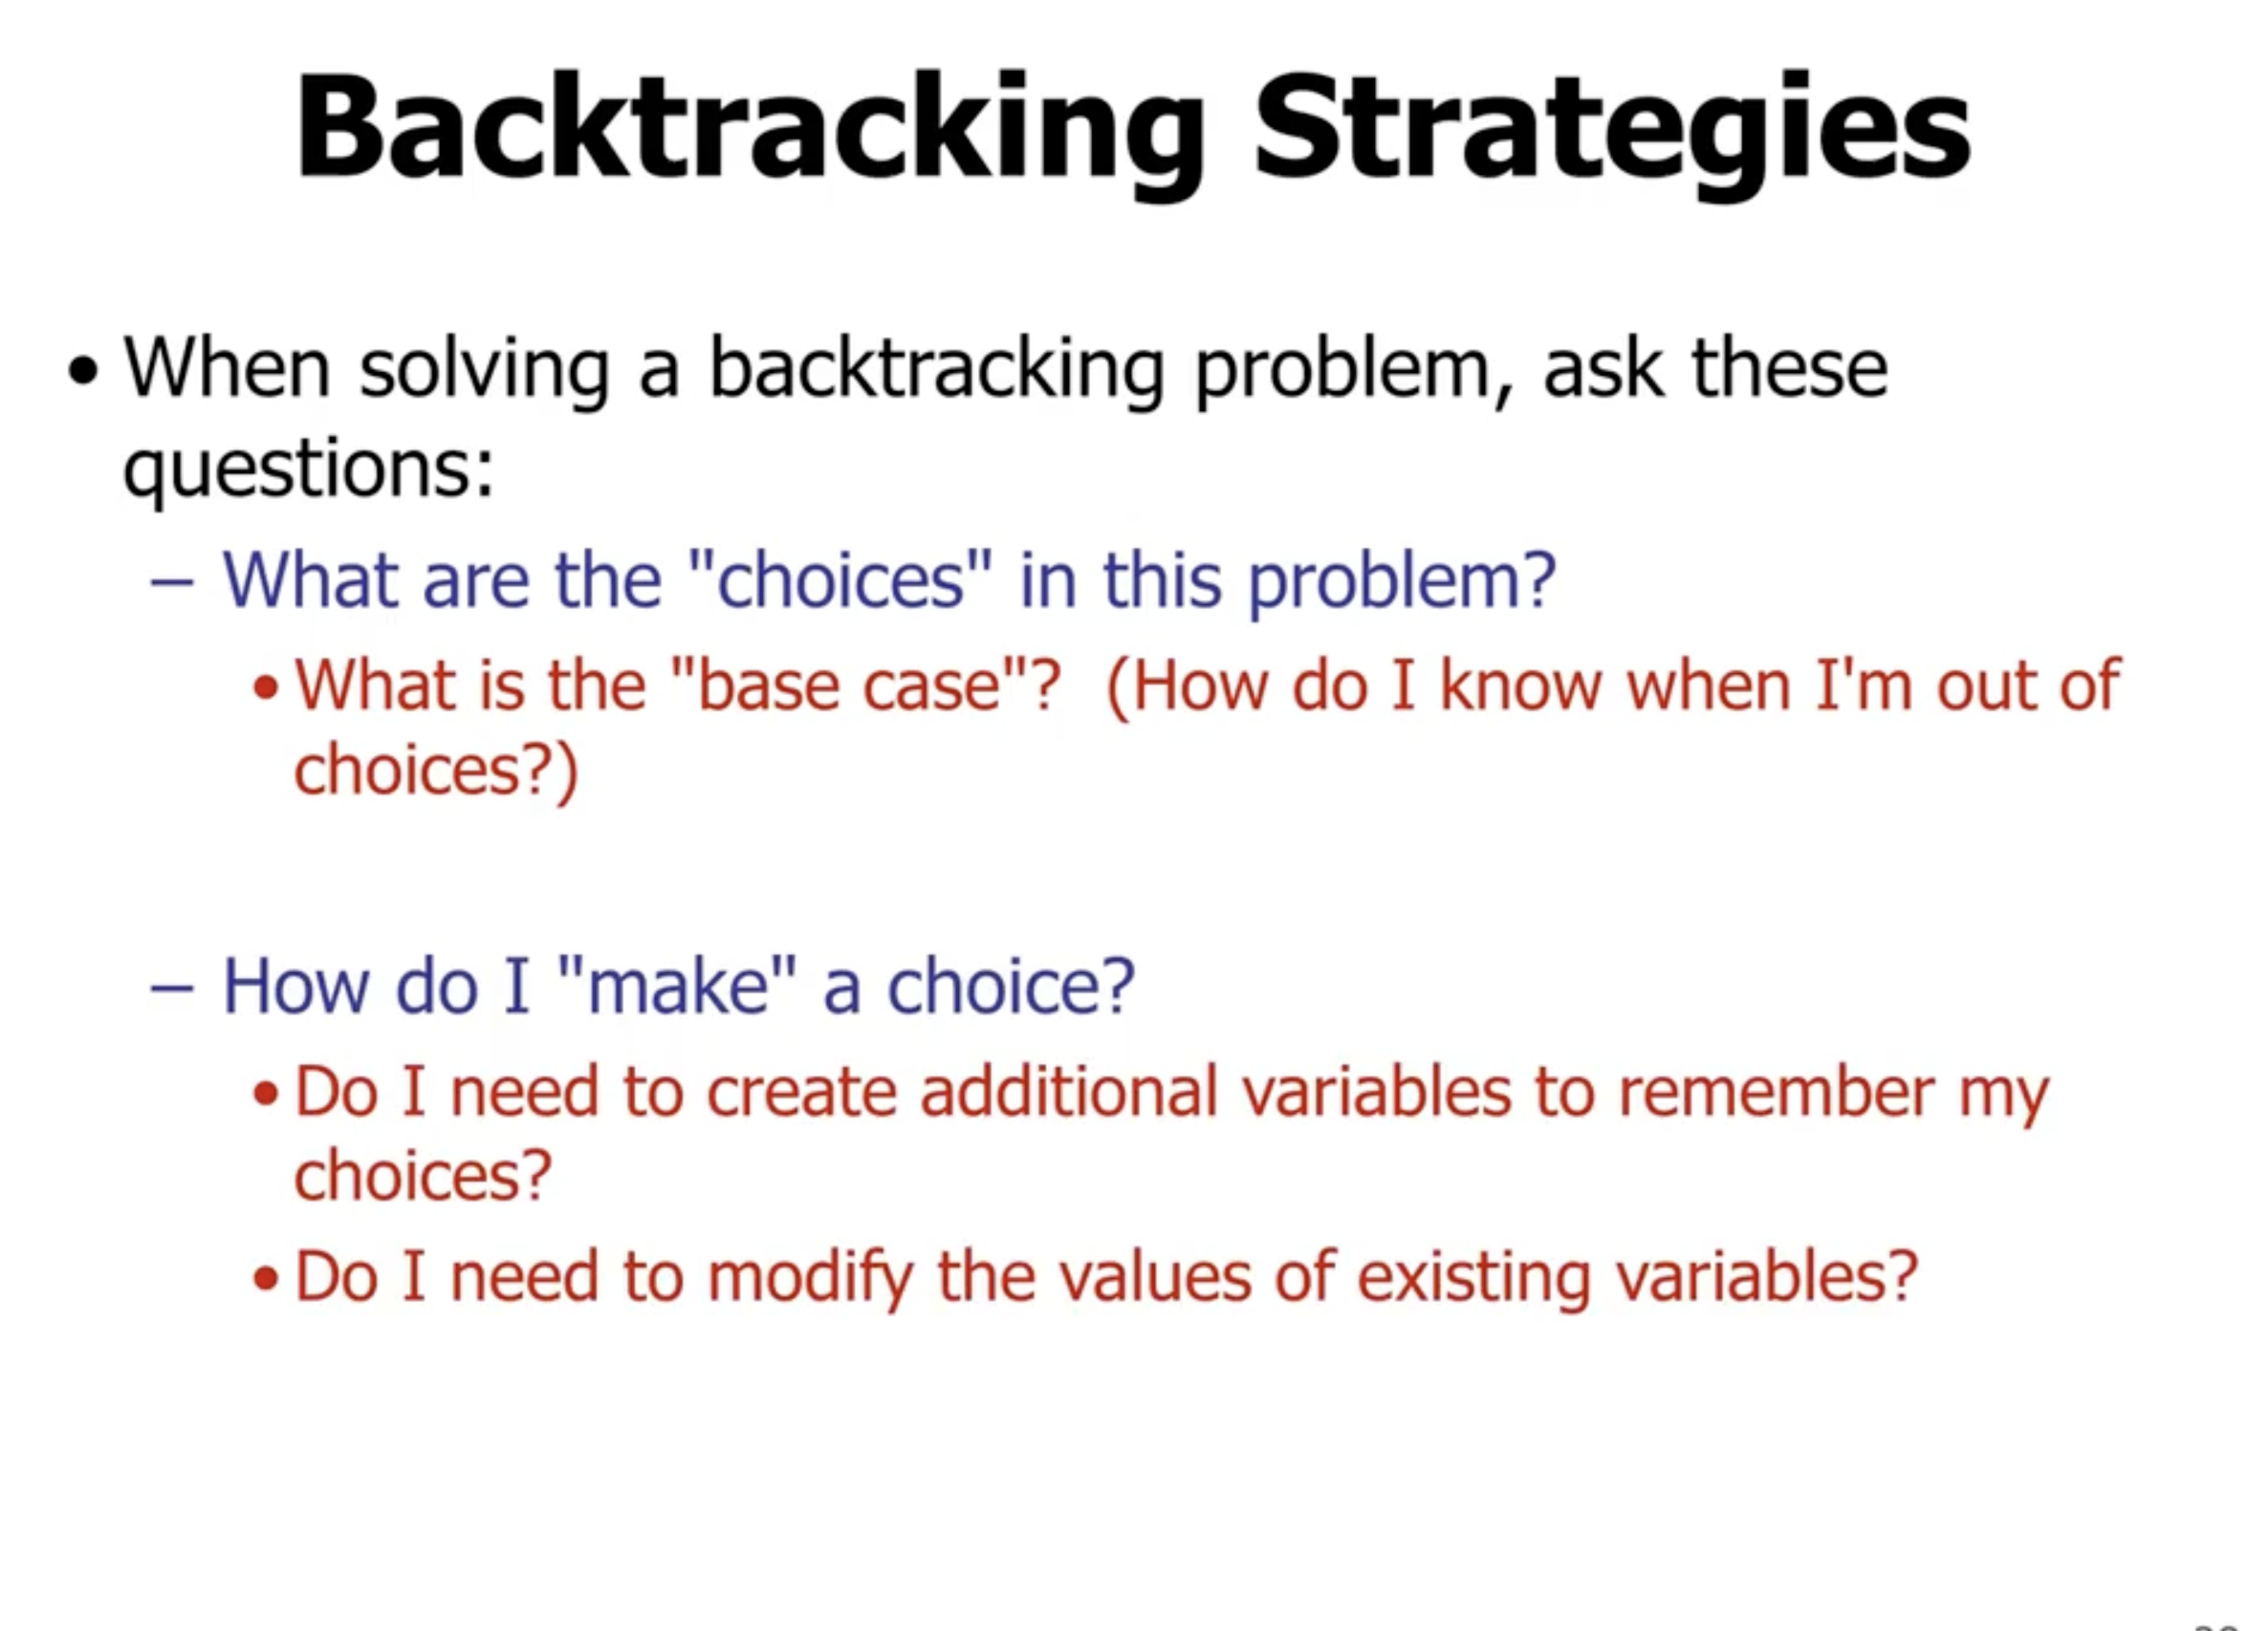 Backtracking Strategies
• When solving a backtracking problem, ask these
questions:
– What are the "choices" in this problem?
• What is the "base case"?  (How do I know when I'm out of
choices?)
– How do I "make" a choice?
• Do I need to create additional variables to remember my
choices?
• Do I need to modify the values of existing variables?